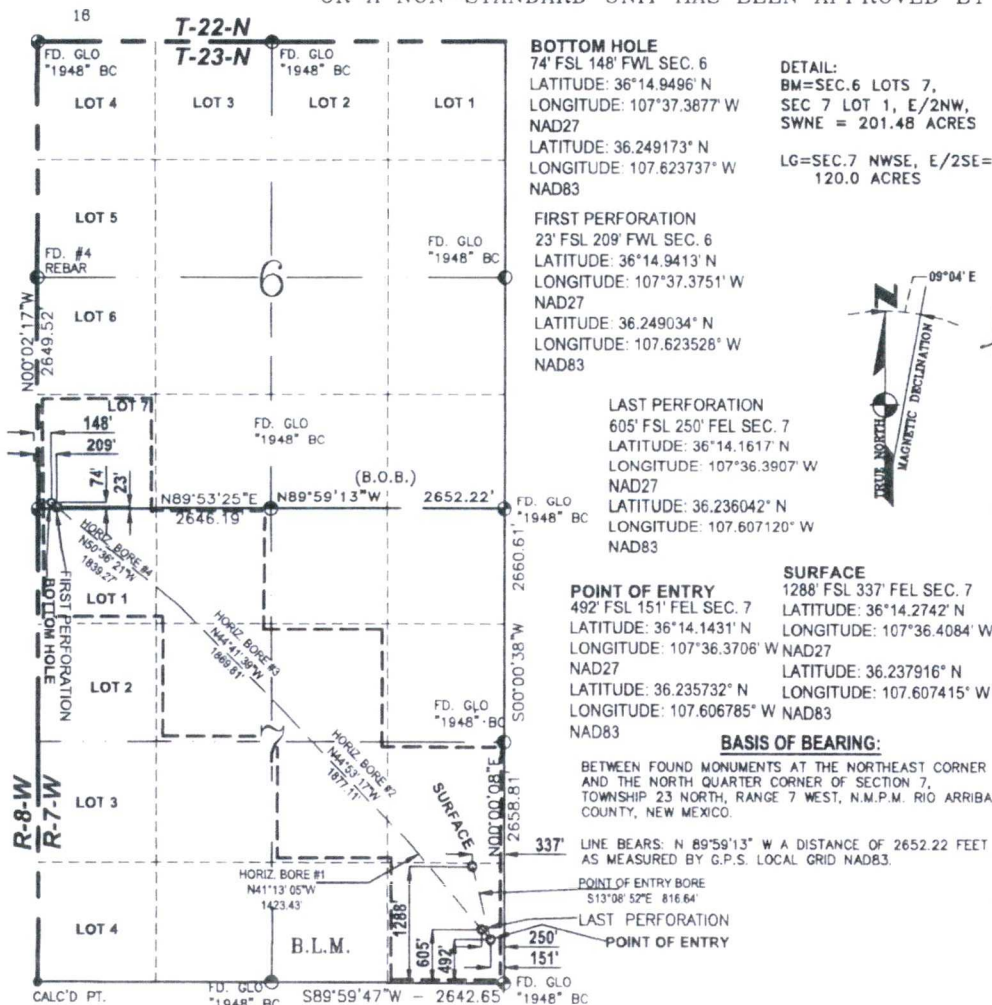 OR A NON-STANDARD UNIT HAS BEEN APPROVED BY
16
T-22-N
T-23-N
FD. GLO
"1948" BC
FD. GLO
"1948" BC
LOT 4
LOT 3
LOT 2
LOT 1
BOTTOM HOLE
74' FSL 148' FWL SEC. 6
LATITUDE: 36°14.9496' N
LONGITUDE: 107°37.3877' W
NAD27
LATITUDE: 36.249173° N
LONGITUDE: 107.623737° W
NAD83
DETAIL:
BM=SEC.6 LOTS 7,
SEC 7 LOT 1, E/2NW,
SWNE = 201.48 ACRES
LG=SEC.7 NWSE, E/2SE=
120.0 ACRES
LOT 5
FD. #4
REBAR
6
FD. GLO
"1948" BC
LOT 6
N00°02'17"W
2649.52'
FIRST PERFORATION
23' FSL 209' FWL SEC. 6
LATITUDE: 36°14.9413' N
LONGITUDE: 107°37.3751' W
NAD27
LATITUDE: 36.249034° N
LONGITUDE: 107.623528° W
NAD83
09°04' E
TRUE NORTH
MAGNETIC DECLINATION
LOT 7
148'
209'
74'
23'
FD. GLO
"1948" BC
(B.O.B.)
N89°53'25"E
2646.19'
N89°59'13"W
2652.22'
FD. GLO
"1948" BC
LAST PERFORATION
605' FSL 250' FEL SEC. 7
LATITUDE: 36°14.1617' N
LONGITUDE: 107°36.3907' W
NAD27
LATITUDE: 36.236042° N
LONGITUDE: 107.607120° W
NAD83
HORIZ. BORE #4
N50°36'21"W
1839.27'
FIRST PERFORATION
BOTTOM HOLE
LOT 1
HORIZ. BORE #3
N44°41'39"W
1869.81'
2660.61'
S00°00'38"W
LOT 2
FD. GLO
"1948" BC
7
POINT OF ENTRY
492' FSL 151' FEL SEC. 7
LATITUDE: 36°14.1431' N
LONGITUDE: 107°36.3706' W
NAD27
LATITUDE: 36.235732° N
LONGITUDE: 107.606785° W
NAD83
SURFACE
1288' FSL 337' FEL SEC. 7
LATITUDE: 36°14.2742' N
LONGITUDE: 107°36.4084' W
NAD27
LATITUDE: 36.237916° N
LONGITUDE: 107.607415° W
NAD83
BASIS OF BEARING:
BETWEEN FOUND MONUMENTS AT THE NORTHEAST CORNER
AND THE NORTH QUARTER CORNER OF SECTION 7,
TOWNSHIP 23 NORTH, RANGE 7 WEST, N.M.P.M. RIO ARRIBA
COUNTY, NEW MEXICO.
LINE BEARS: N 89°59'13" W A DISTANCE OF 2652.22 FEET
AS MEASURED BY G.P.S. LOCAL GRID NAD83.
R-8-W
R-7-W
LOT 3
HORIZ. BORE #2
N44°53'17"W
1877.11'
SURFACE
N00°00'08"E
2658.81'
337'
HORIZ. BORE #1
N41°13'05"W
1423.43'
POINT OF ENTRY BORE
S13°08'52"E 816.64'
LAST PERFORATION
POINT OF ENTRY
LOT 4
B.L.M.
1288'
605'
492'
250'
151'
CALC'D PT.
FD. GLO
"1948" BC
S89°59'47"W - 2642.65'
FD. GLO
"1948" BC